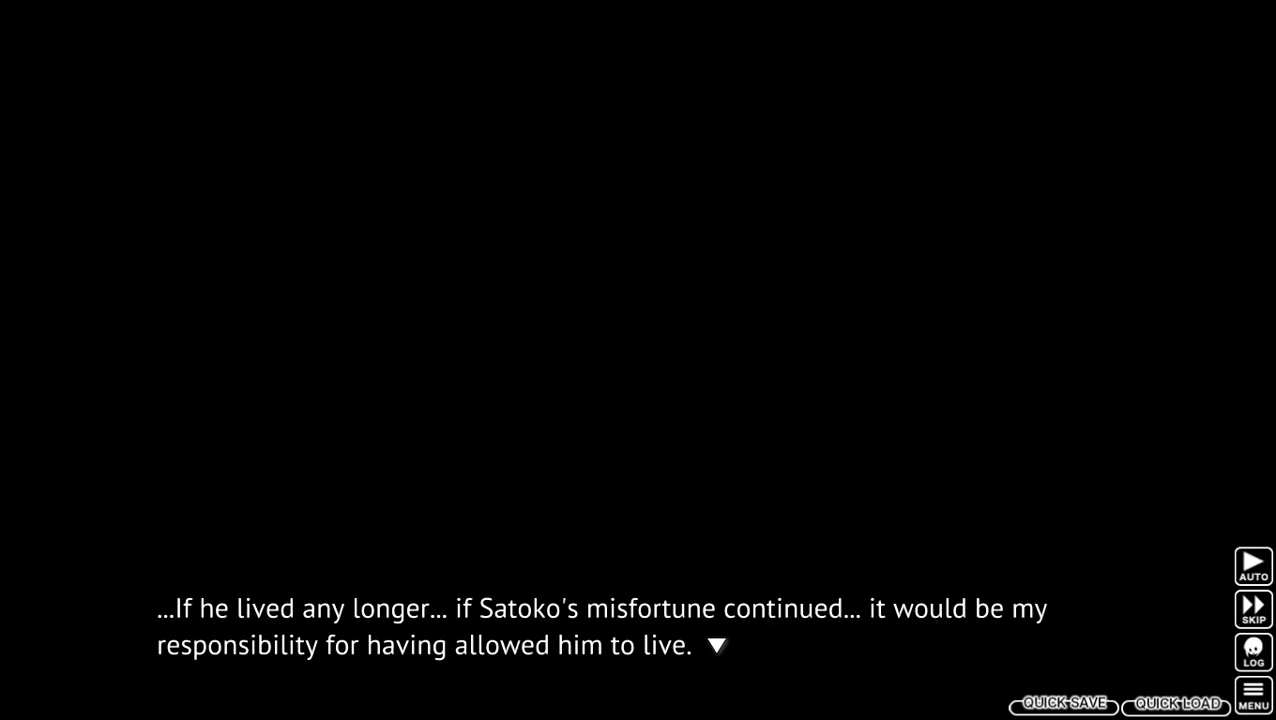 ...If he lived any longer... if Satoko's misfortune continued... it would be my
responsibility for having allowed him to live.
AUTO
SKIP
LOG
MENU
QUICK SAVE QUICK LOAD